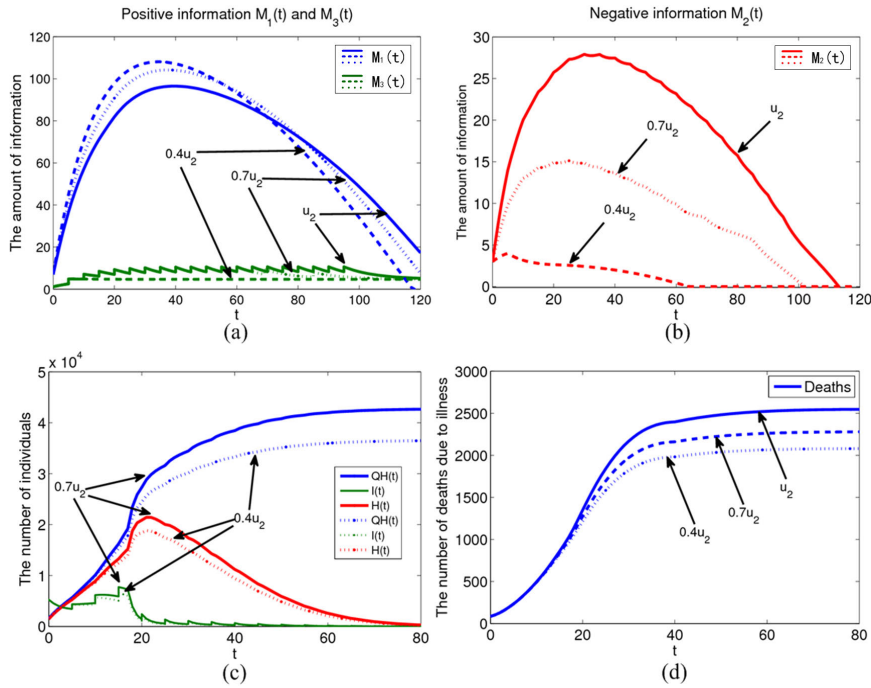 Positive information M₁(t) and M₃(t)
The amount of information
120
100
80
60
40
20
0
M₁(t)
M₃(t)
0.4u₂
0.7u₂
u₂
0 20 40 60 80 100 120
t
(a)
Negative information M₂(t)
The amount of information
30
25
20
15
10
5
0
M₂(t)
u₂
0.7u₂
0.4u₂
0 20 40 60 80 100 120
t
(b)
x 10⁴
The number of individuals
5
4
3
2
1
0
0.7u₂
0.4u₂
QH(t)
I(t)
H(t)
QH(t)
I(t)
H(t)
0 20 40 60 80
t
(c)
The number of deaths due to illness
3000
2500
2000
1500
1000
500
0
Deaths
u₂
0.7u₂
0.4u₂
0 20 40 60 80
t
(d)